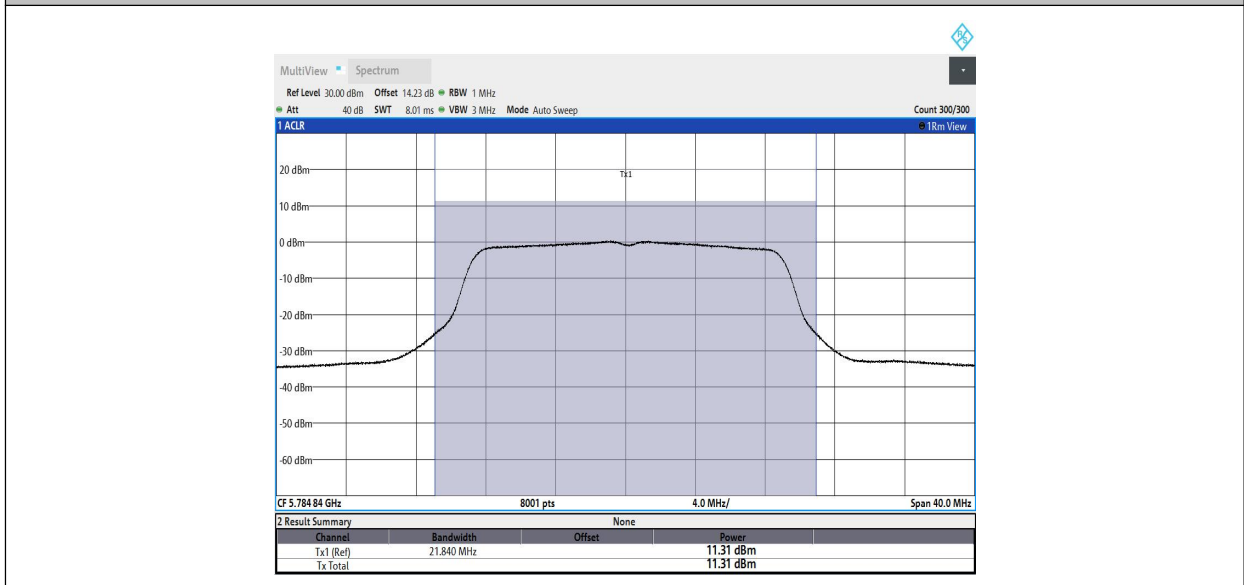 R S
MultiView Spectrum
Ref Level 30.00 dBm Offset 14.23 dB RBW 1 MHz
Att 40 dB SWT 8.01 ms VBW 3 MHz Mode Auto Sweep Count 300/300
1 ACLR 1Rm View
20 dBm
Tx1
10 dBm
0 dBm
-10 dBm
-20 dBm
-30 dBm
-40 dBm
-50 dBm
-60 dBm
CF 5.784 84 GHz 8001 pts 4.0 MHz/ Span 40.0 MHz
2 Result Summary None
Channel Bandwidth Offset Power
Tx1 (Ref) 21.840 MHz 11.31 dBm
Tx Total 11.31 dBm